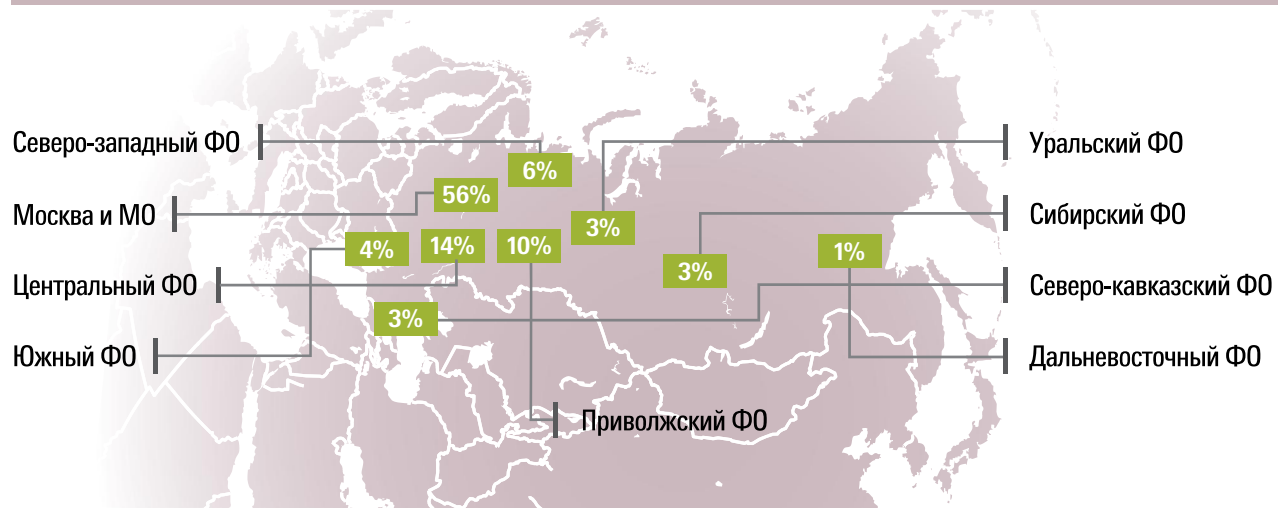 Северо-западный ФО
Уральский ФО
6%
56%
Москва и МО
3%
Сибирский ФО
4%
14%
10%
3%
1%
Центральный ФО
Северо-кавказский ФО
3%
Южный ФО
Дальневосточный ФО
Приволжский ФО